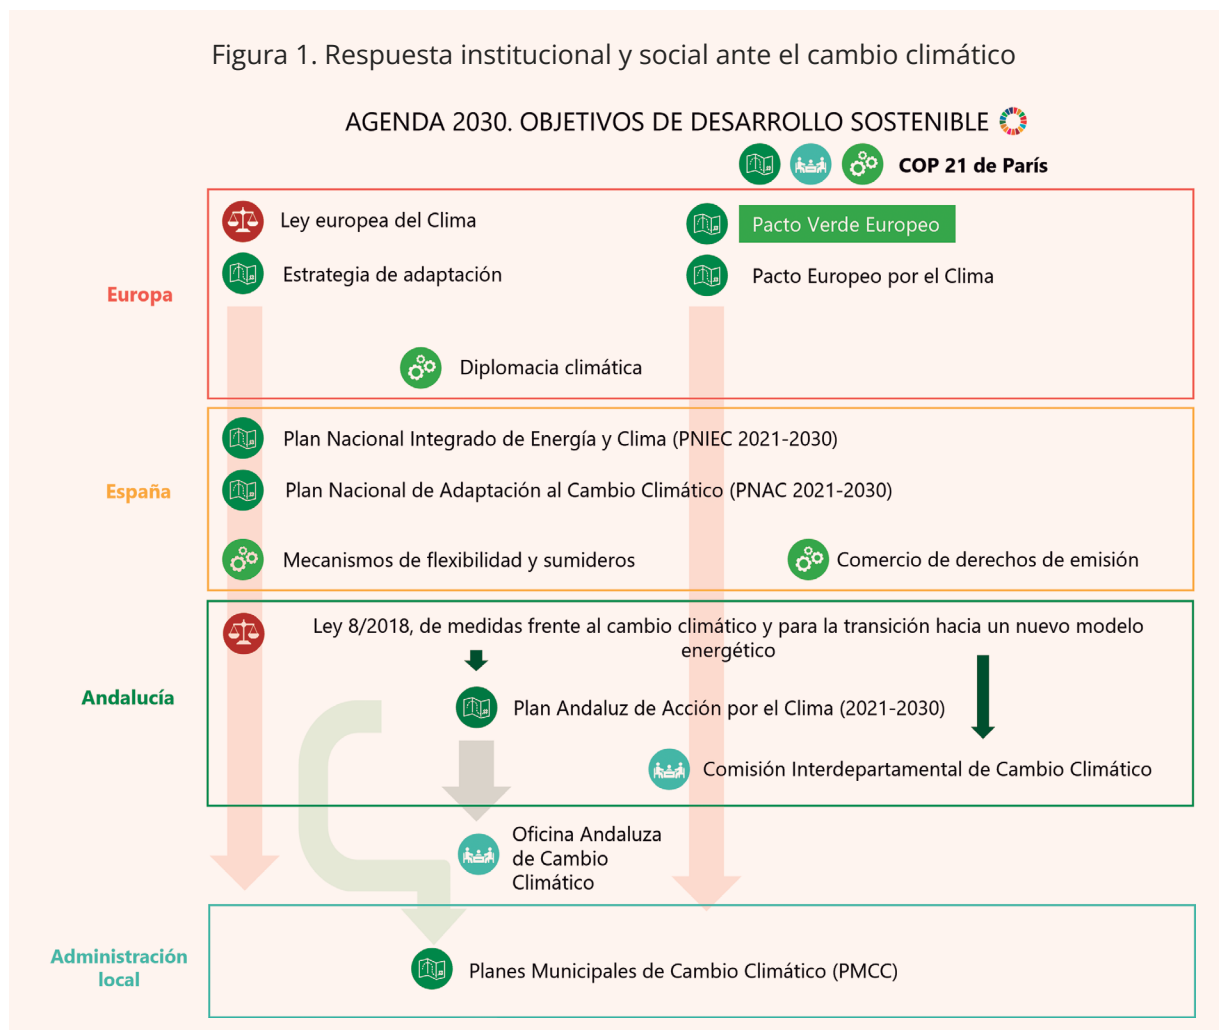 Figura 1. Respuesta institucional y social ante el cambio climático
AGENDA 2030. OBJETIVOS DE DESARROLLO SOSTENIBLE
COP 21 de París
Europa
Ley europea del Clima
Pacto Verde Europeo
Estrategia de adaptación
Pacto Europeo por el Clima
Diplomacia climática
España
Plan Nacional Integrado de Energía y Clima (PNIEC 2021-2030)
Plan Nacional de Adaptación al Cambio Climático (PNAC 2021-2030)
Mecanismos de flexibilidad y sumideros
Comercio de derechos de emisión
Andalucía
Ley 8/2018, de medidas frente al cambio climático y para la transición hacia un nuevo modelo
energético
Plan Andaluz de Acción por el Clima (2021-2030)
Comisión Interdepartamental de Cambio Climático
Oficina Andaluza
de Cambio
Climático
Administración
local
Planes Municipales de Cambio Climático (PMCC)